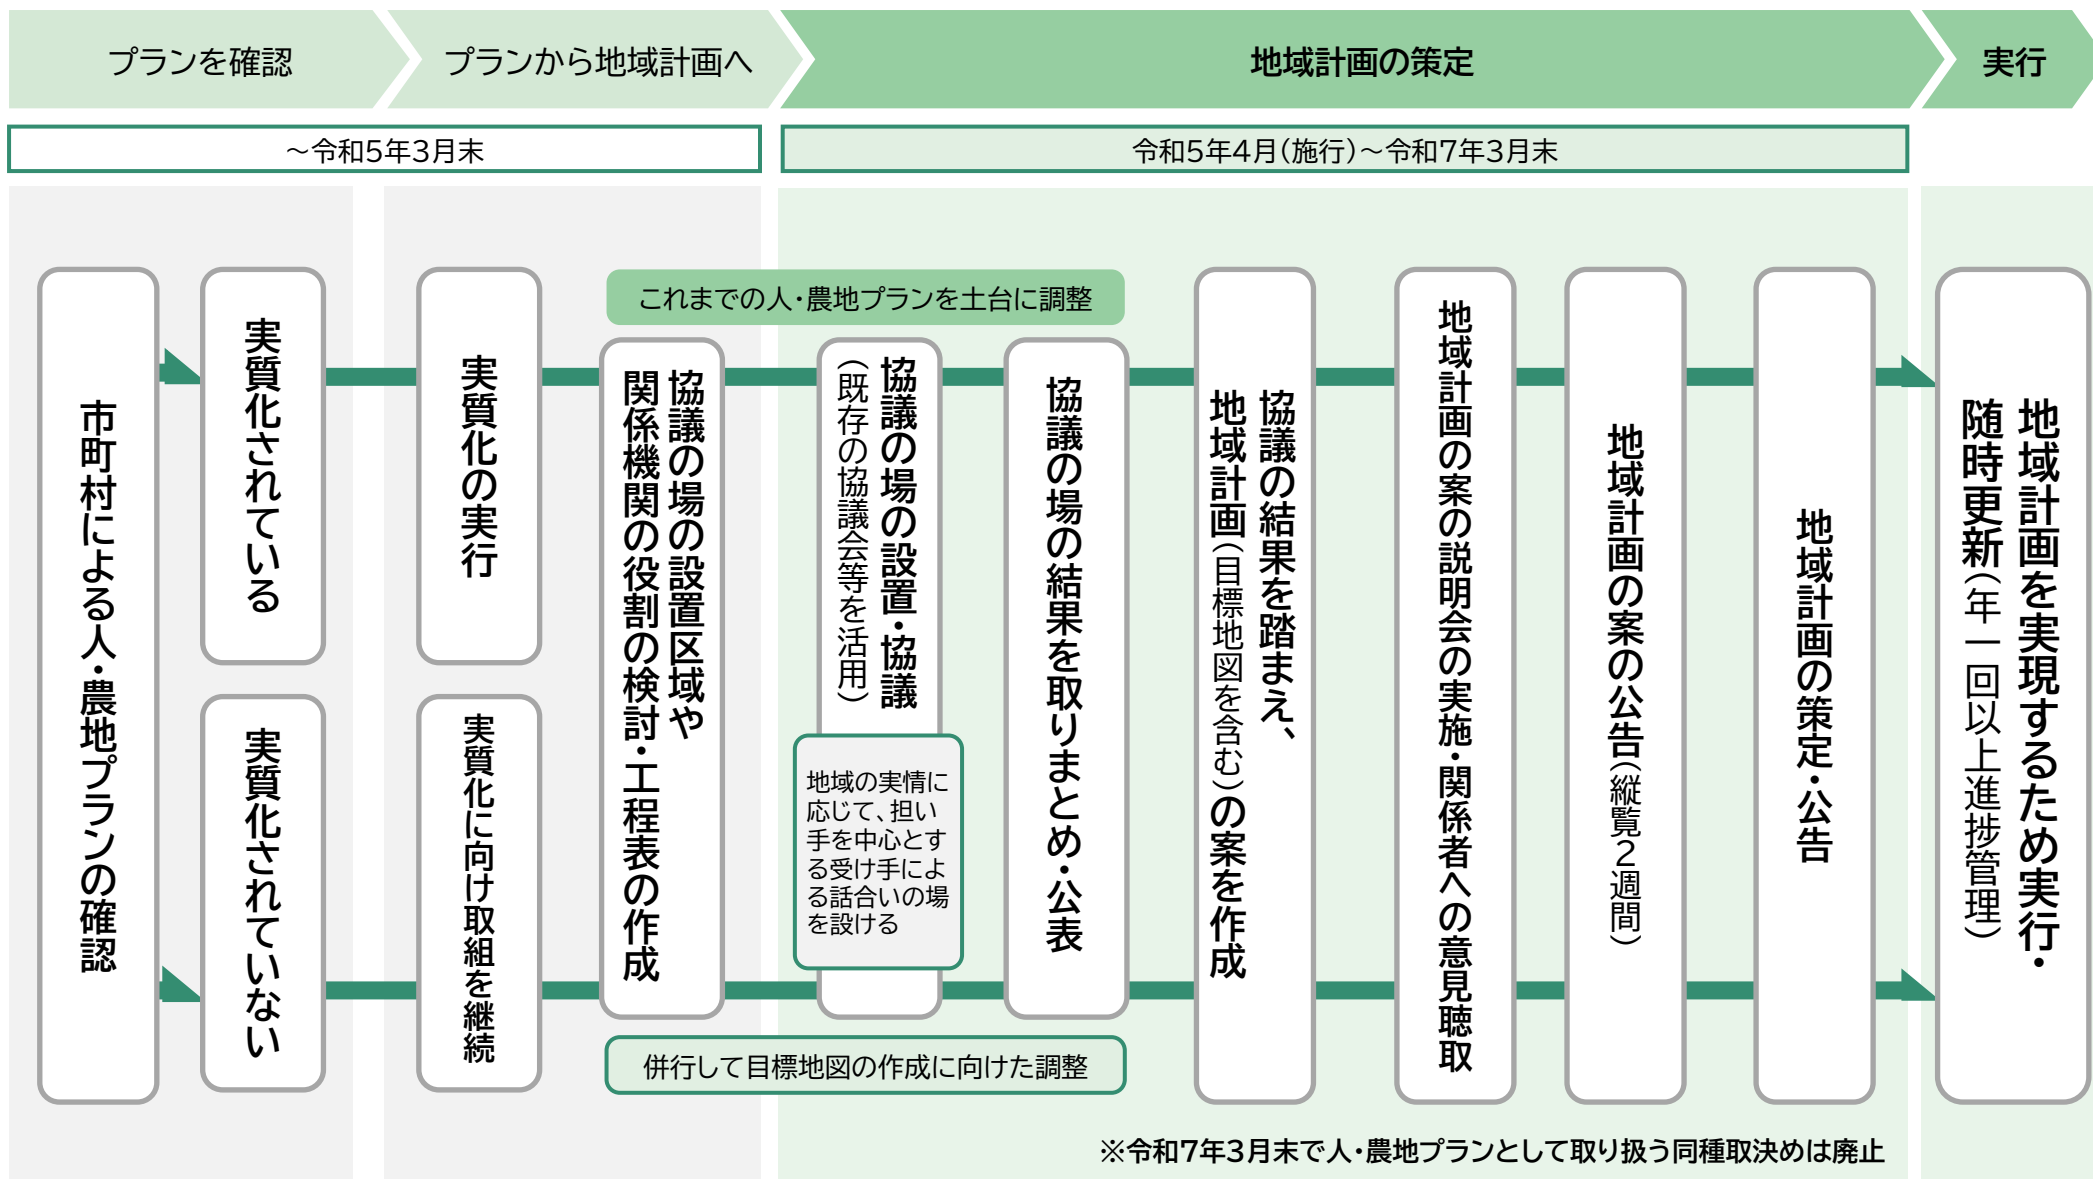 プランを確認
プランから地域計画へ
地域計画の策定
実行
～令和5年3月末
令和5年4月（施行）～令和7年3月末
市町村による人・農地プランの確認
実質化されている
実質化されていない
実質化の実行
実質化に向け取組を継続
これまでの人・農地プランを土台に調整
協議の場の設置区域や
関係機関の役割の検討・工程表の作成
協議の場の設置・協議
（既存の協議会等を活用）
地域の実情に
応じて、担い
手を中心とす
る受け手によ
る話合いの場
を設ける
協議の場の結果を取りまとめ・公表
併行して目標地図の作成に向けた調整
協議の結果を踏まえ、
地域計画（目標地図を含む）の案を作成
地域計画の案の説明会の実施・関係者への意見聴取
地域計画の案の公告（縦覧2週間）
地域計画の策定・公告
地域計画を実現するため実行・
随時更新（年一回以上進捗管理）
※令和7年3月末で人・農地プランとして取り扱う同種取決めは廃止